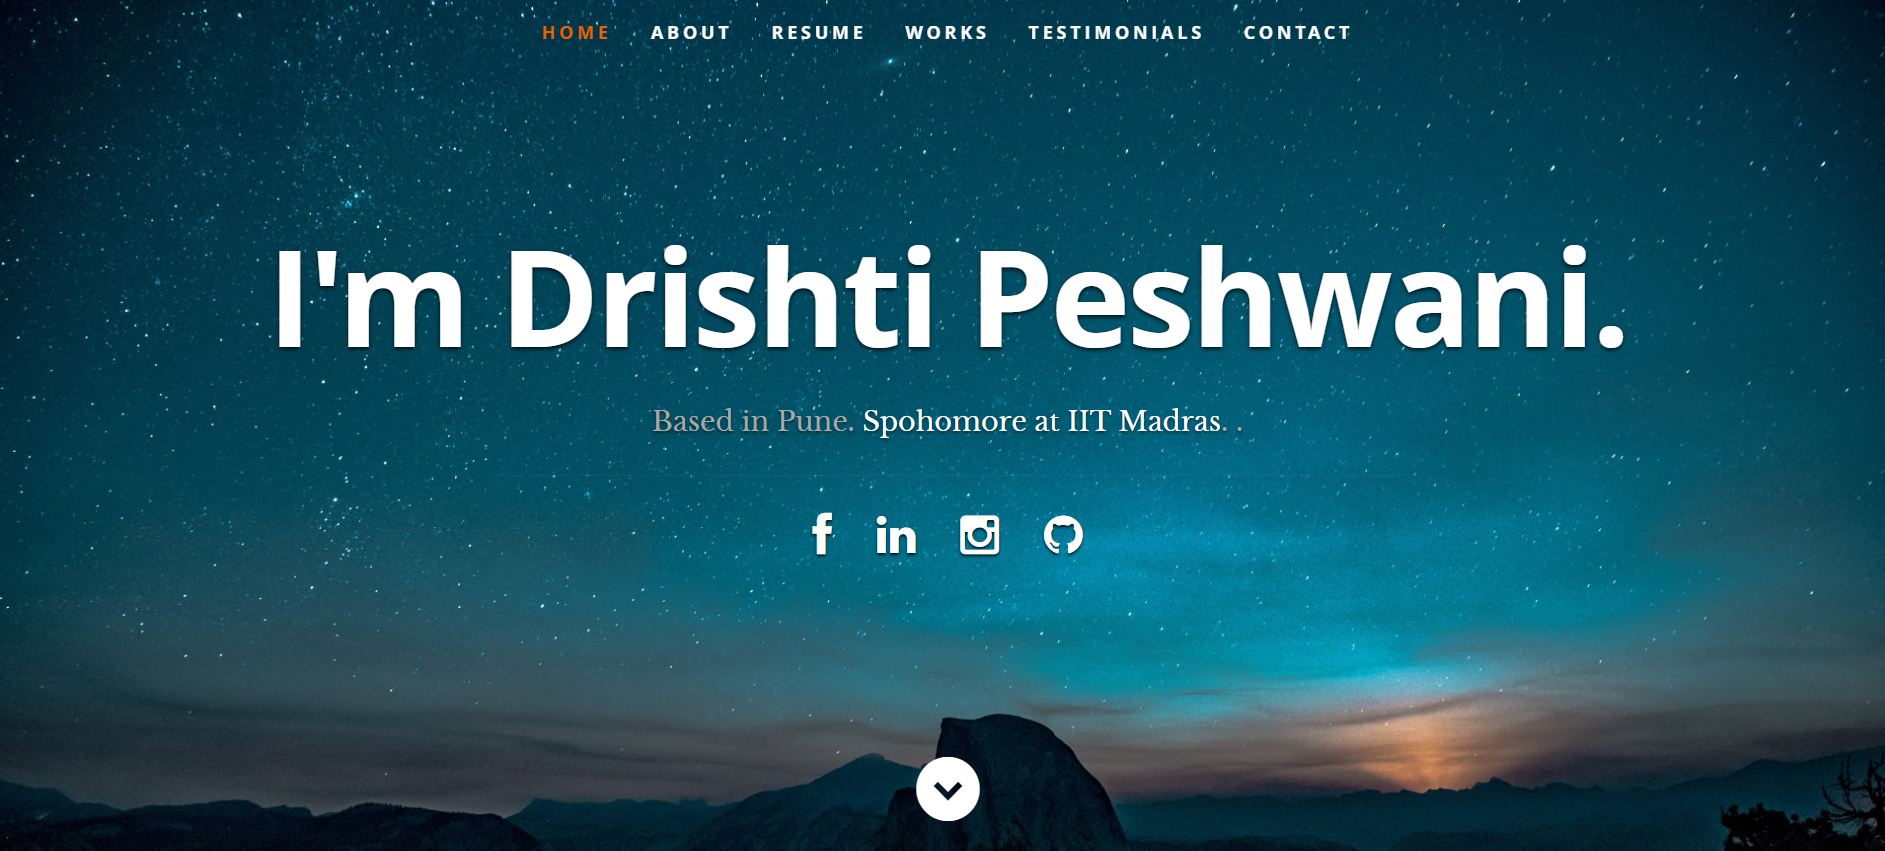 HOME ABOUT RESUME WORKS TESTIMONIALS CONTACT
I'm Drishti Peshwani.
Based in Pune. Spohomore at IIT Madras. .